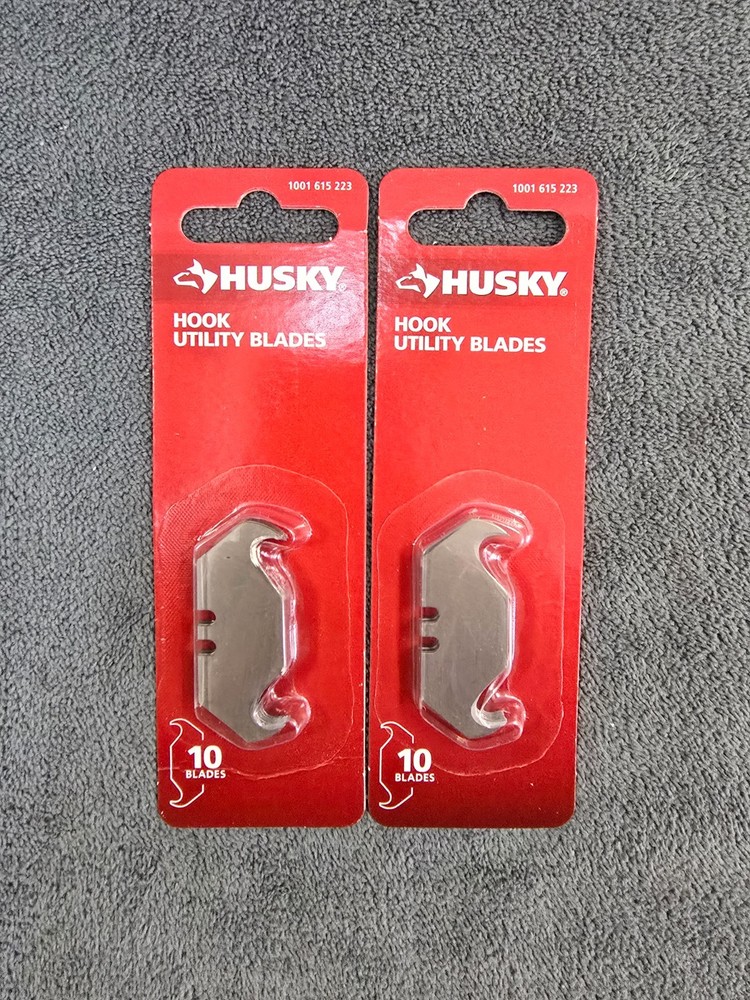 1001 615 223
HUSKY®
HOOK
UTILITY BLADES
10
BLADES
1001 615 223
HUSKY®
HOOK
UTILITY BLADES
10
BLADES